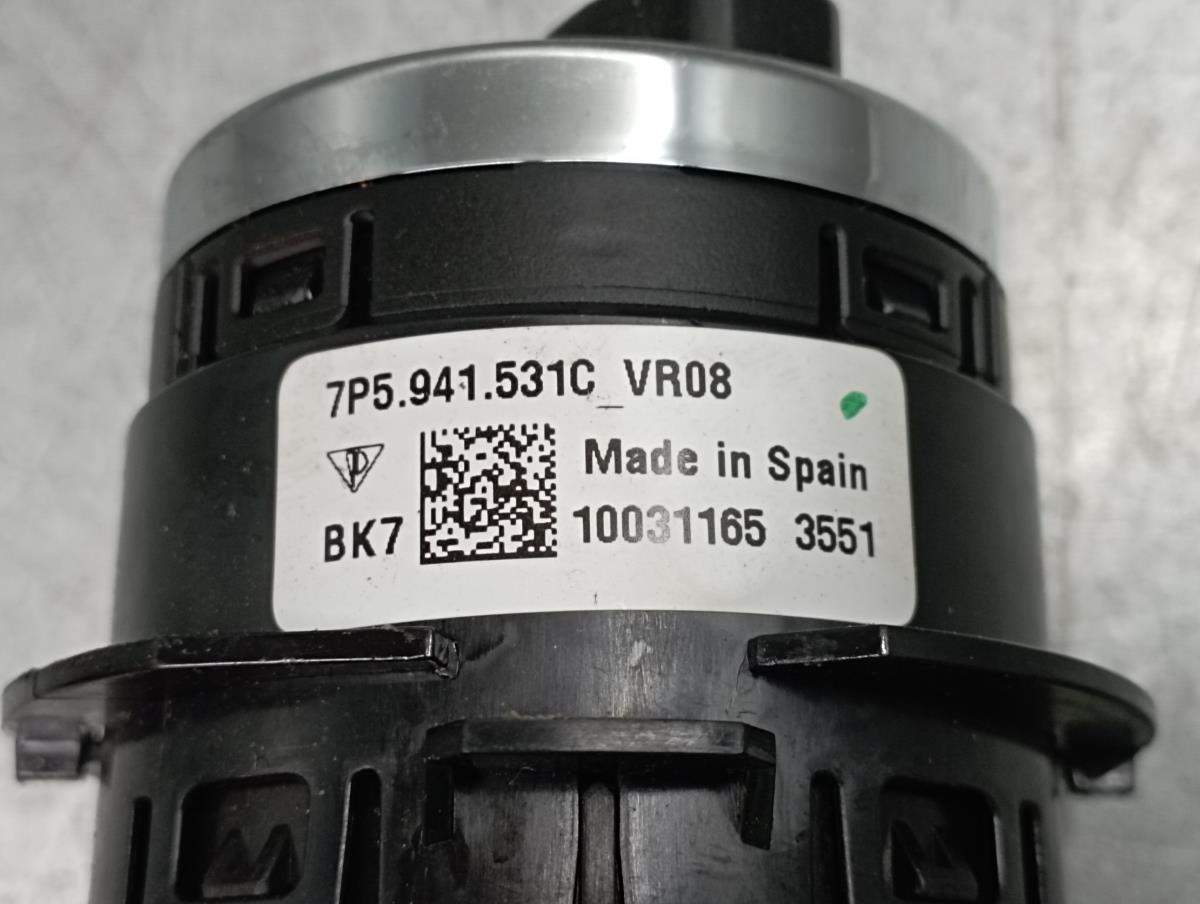 7P5.941.531C_VR08
Made in Spain
BK7
10031165 3551